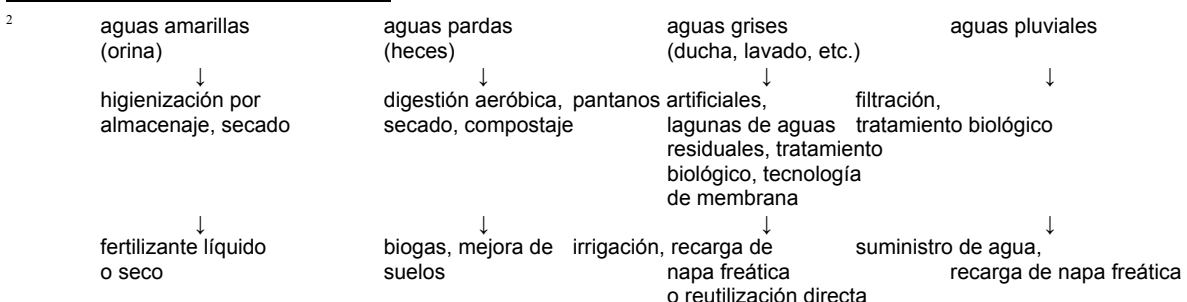 2 aguas amarillas aguas pardas aguas grises aguas pluviales
(orina) (heces) (ducha, lavado, etc.)
↓ ↓ ↓ ↓
higienización por digestión aeróbica, pantanos artificiales, filtración,
almacenaje, secado secado, compostaje lagunas de aguas tratamiento biológico
residuales, tratamiento
biológico, tecnología
de membrana
↓ ↓ ↓ ↓
fertilizante líquido biogas, mejora de irrigación, recarga de suministro de agua,
o seco suelos napa freática recarga de napa freática
o reutilización directa